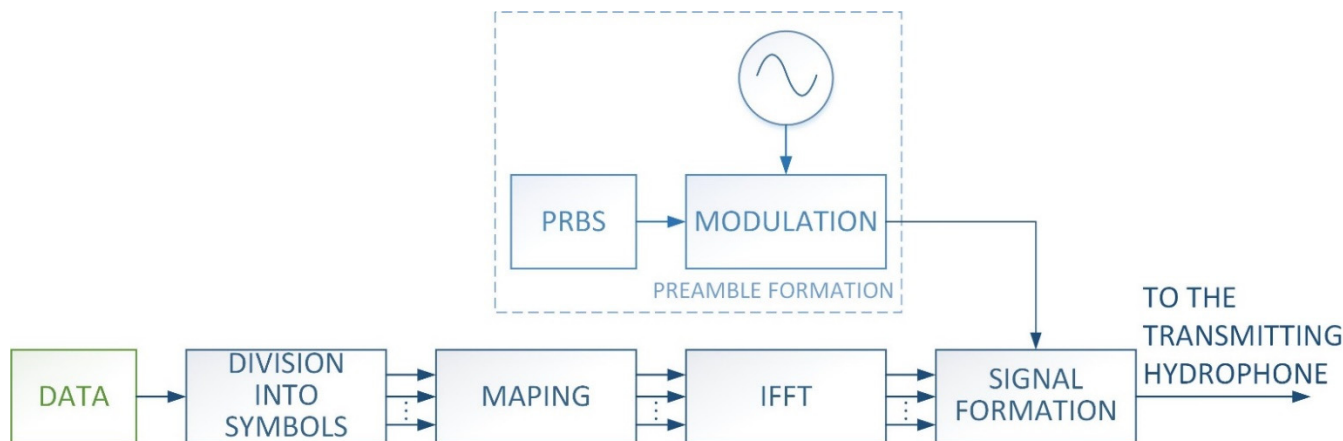 PRBS
MODULATION
PREAMBLE FORMATION
TO THE
TRANSMITTING
HYDROPHONE
DATA
DIVISION
INTO
SYMBOLS
MAPING
IFFT
SIGNAL
FORMATION